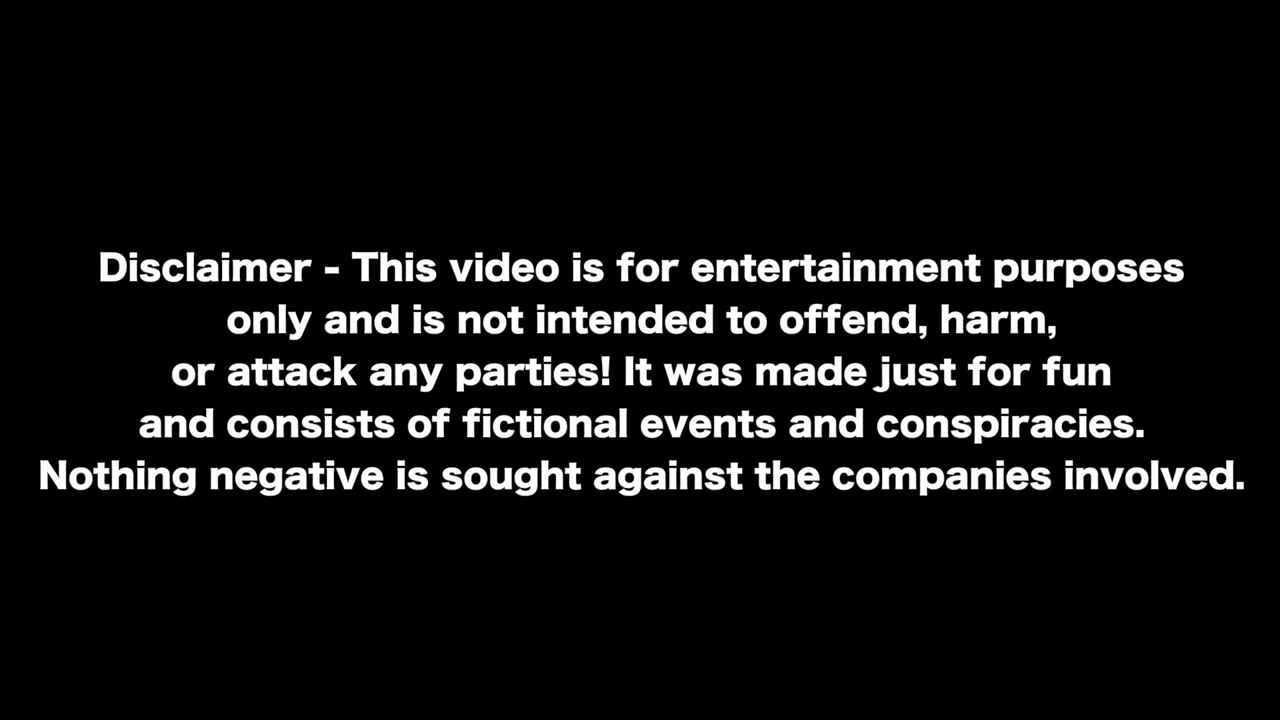 Disclaimer - This video is for entertainment purposes
only and is not intended to offend, harm,
or attack any parties! It was made just for fun
and consists of fictional events and conspiracies.
Nothing negative is sought against the companies involved.